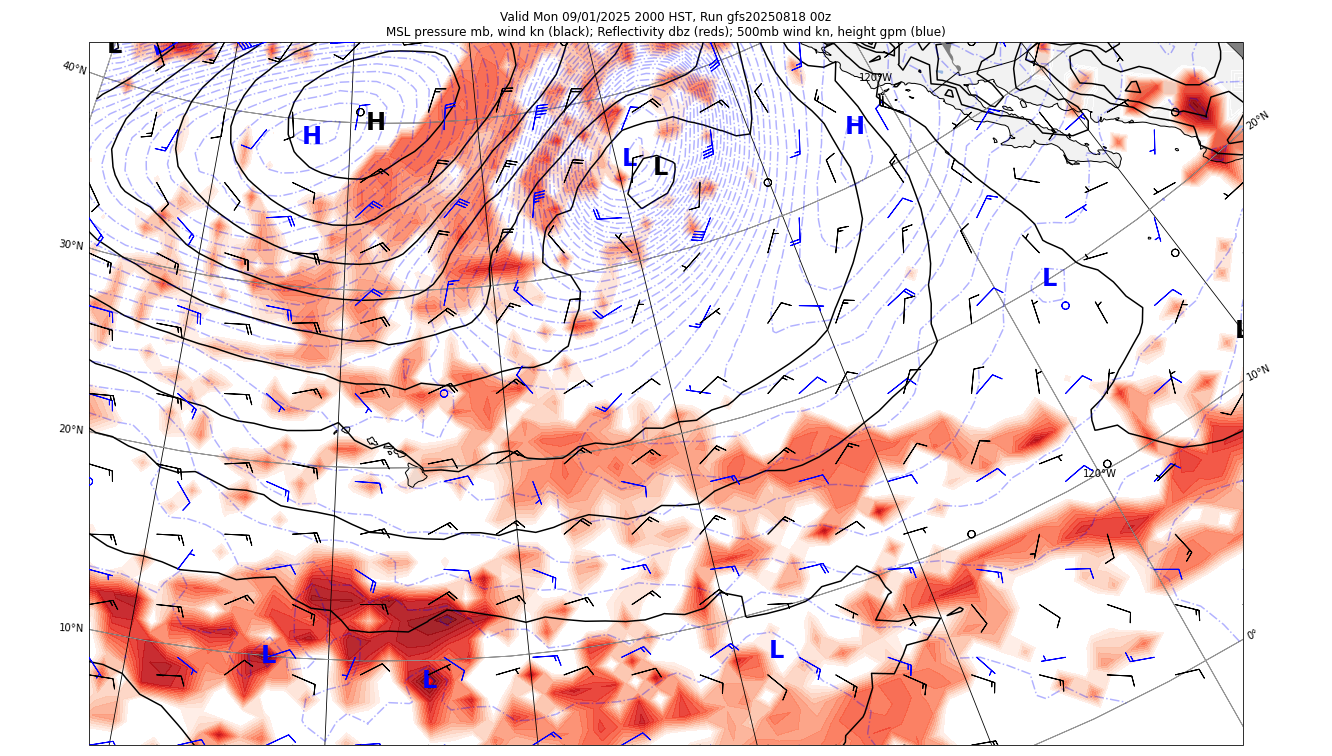 Valid Mon 09/01/2025 2000 HST, Run gfs20250818 00z
MSL pressure mb, wind kn (black); Reflectivity dbz (reds); 500mb wind kn, height gpm (blue)
L
40°N
120°W
20°N
H
H
H
L
L
30°N
L
L
10°N
20°N
120°W
10°N
0°
L
L
L